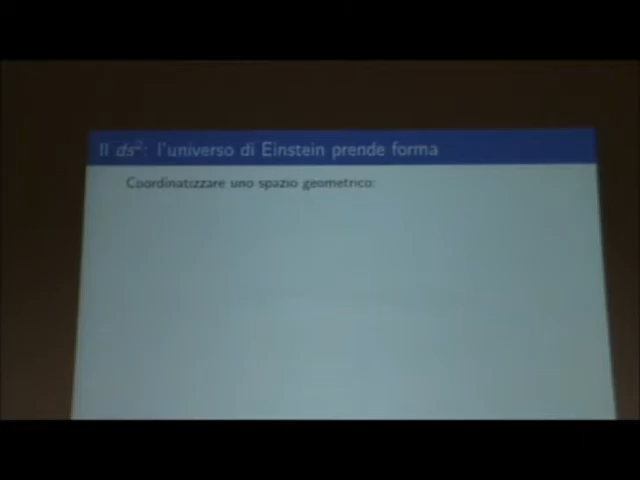 Il ds²: l'universo di Einstein prende forma
Coordinatizzare uno spazio geometrico: